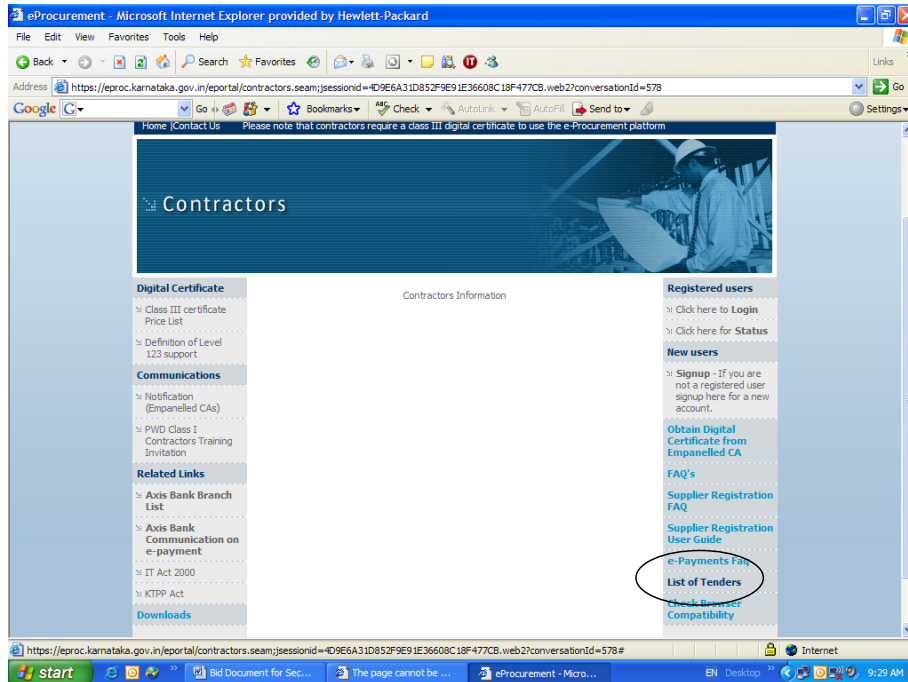 eProcurement - Microsoft Internet Explorer provided by Hewlett-Packard
File Edit View Favorites Tools Help
Back Search Favorites Links
Address https://eproc.karnataka.gov.in/eportal/contractors.seam;jsessionid=4D9E6A31D852F9E91E36608C18F477CB.web2?conversationId=578 Go
Google G Go Bookmarks ABC Check AutoLink AutoFill Send to Settings
Home |Contact Us Please note that contractors require a class III digital certificate to use the e-Procurement platform
Contractors
Digital Certificate
Class III certificate
Price List
Definition of Level
123 support
Communications
Notification
(Empanelled CAs)
PWD Class I
Contractors Training
Invitation
Related Links
Axis Bank Branch
List
Axis Bank
Communication on
e-payment
IT Act 2000
KTPP Act
Downloads
Contractors Information
Registered users
Click here to Login
Click here for Status
New users
Signup - If you are
not a registered user
signup here for a new
account.
Obtain Digital
Certificate from
Empanelled CA
FAQ's
Supplier Registration
FAQ
Supplier Registration
User Guide
e-Payments Faq
List of Tenders
Check Browser
Compatibility
https://eproc.karnataka.gov.in/eportal/contractors.seam;jsessionid=4D9E6A31D852F9E91E36608C18F477CB.web2?conversationId=578# Internet
start Bid Document for Sec... The page cannot be ... eProcurement - Micro... EN Desktop 9:29 AM